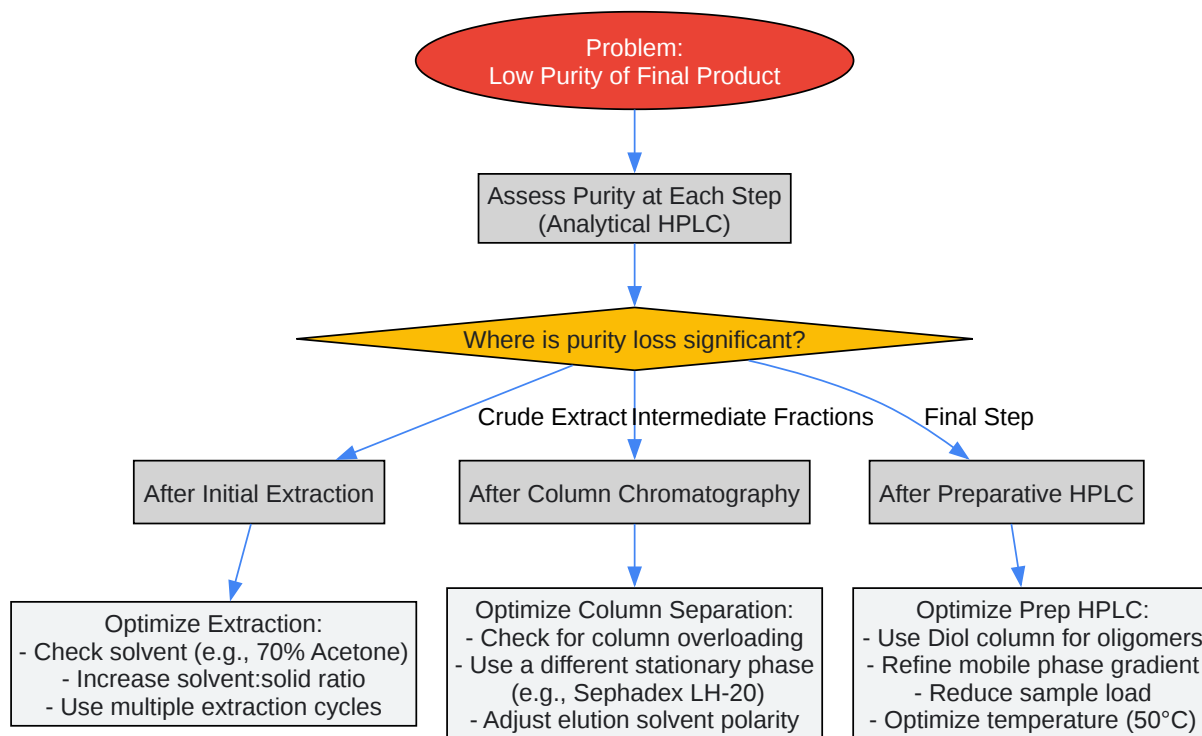 Problem:
Low Purity of Final Product
Assess Purity at Each Step
(Analytical HPLC)
Where is purity loss significant?
Crude Extract
Intermediate Fractions
Final Step
After Initial Extraction
After Column Chromatography
After Preparative HPLC
Optimize Extraction:
- Check solvent (e.g., 70% Acetone)
- Increase solvent:solid ratio
- Use multiple extraction cycles
Optimize Column Separation:
- Check for column overloading
- Use a different stationary phase
(e.g., Sephadex LH-20)
- Adjust elution solvent polarity
Optimize Prep HPLC:
- Use Diol column for oligomers
- Refine mobile phase gradient
- Reduce sample load
- Optimize temperature (50°C)